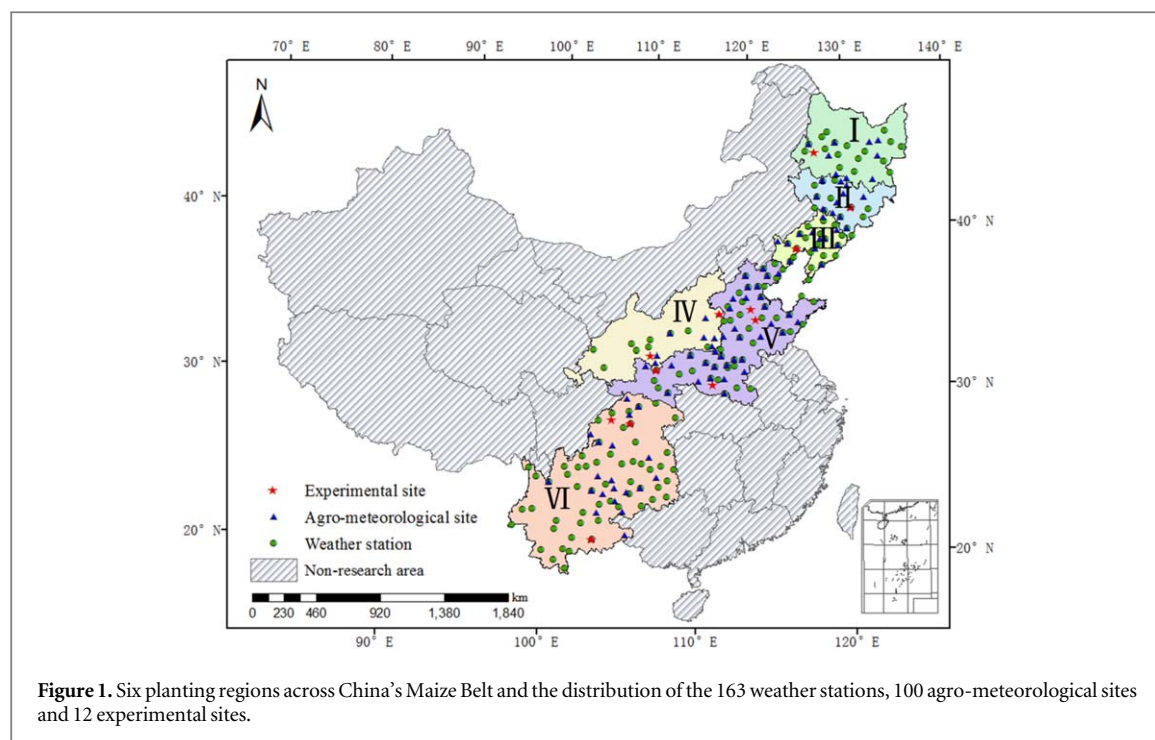 70° E 80° E 90° E 100° E 110° E 120° E 130° E 140° E
N
I
II
40° N
40° N
III
IV
V
30° N
30° N
VI
Experimental site
Agro-meteorological site
Weather station
Non-research area
20° N
20° N
km
0 230 460 920 1,380 1,840
90° E 100° E 110° E 120° E
Figure 1. Six planting regions across China's Maize Belt and the distribution of the 163 weather stations, 100 agro-meteorological sites
and 12 experimental sites.